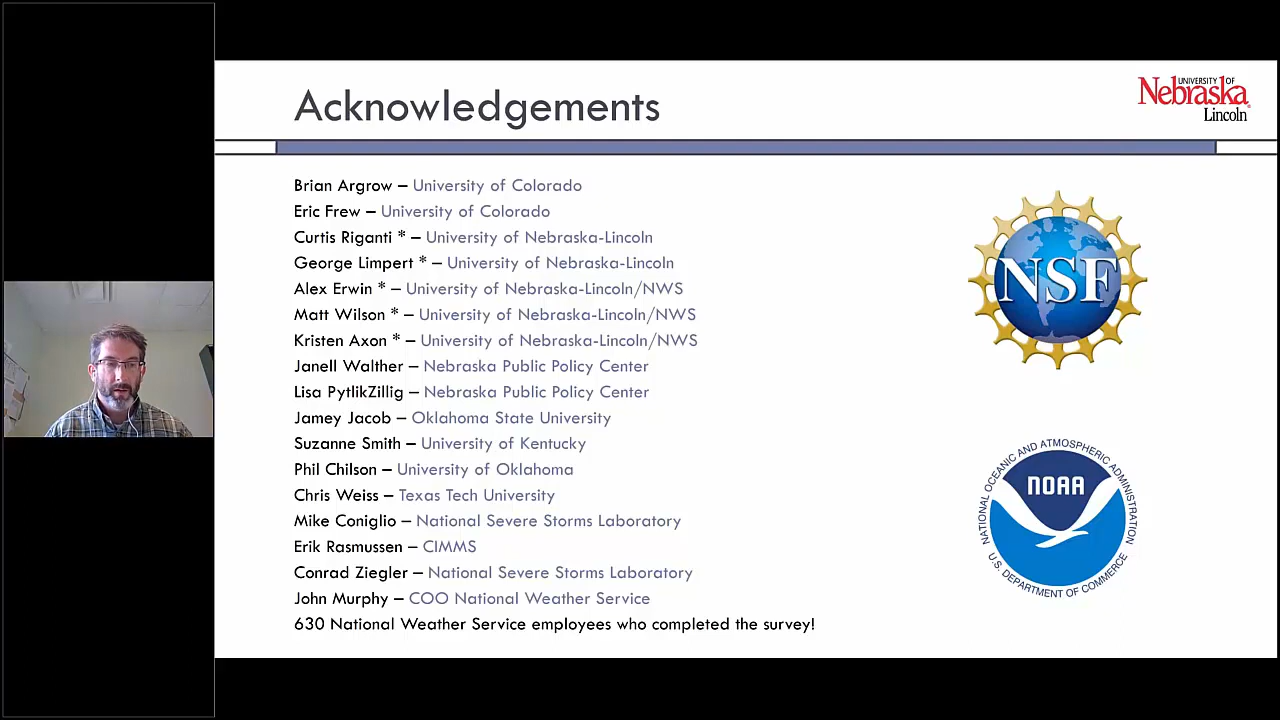 Acknowledgements
UNIVERSITY OF
Nebraska
Lincoln
Brian Argrow – University of Colorado
Eric Frew – University of Colorado
Curtis Riganti * – University of Nebraska-Lincoln
George Limpert * – University of Nebraska-Lincoln
Alex Erwin * – University of Nebraska-Lincoln/NWS
Matt Wilson * – University of Nebraska-Lincoln/NWS
Kristen Axon * – University of Nebraska-Lincoln/NWS
Janell Walther – Nebraska Public Policy Center
Lisa PytlikZillig – Nebraska Public Policy Center
Jamey Jacob – Oklahoma State University
Suzanne Smith – University of Kentucky
Phil Chilson – University of Oklahoma
Chris Weiss – Texas Tech University
Mike Coniglio – National Severe Storms Laboratory
Erik Rasmussen – CIMMS
Conrad Ziegler – National Severe Storms Laboratory
John Murphy – COO National Weather Service
630 National Weather Service employees who completed the survey!
NSF
NATIONAL OCEANIC AND ATMOSPHERIC ADMINISTRATION
NOAA
U.S. DEPARTMENT OF COMMERCE